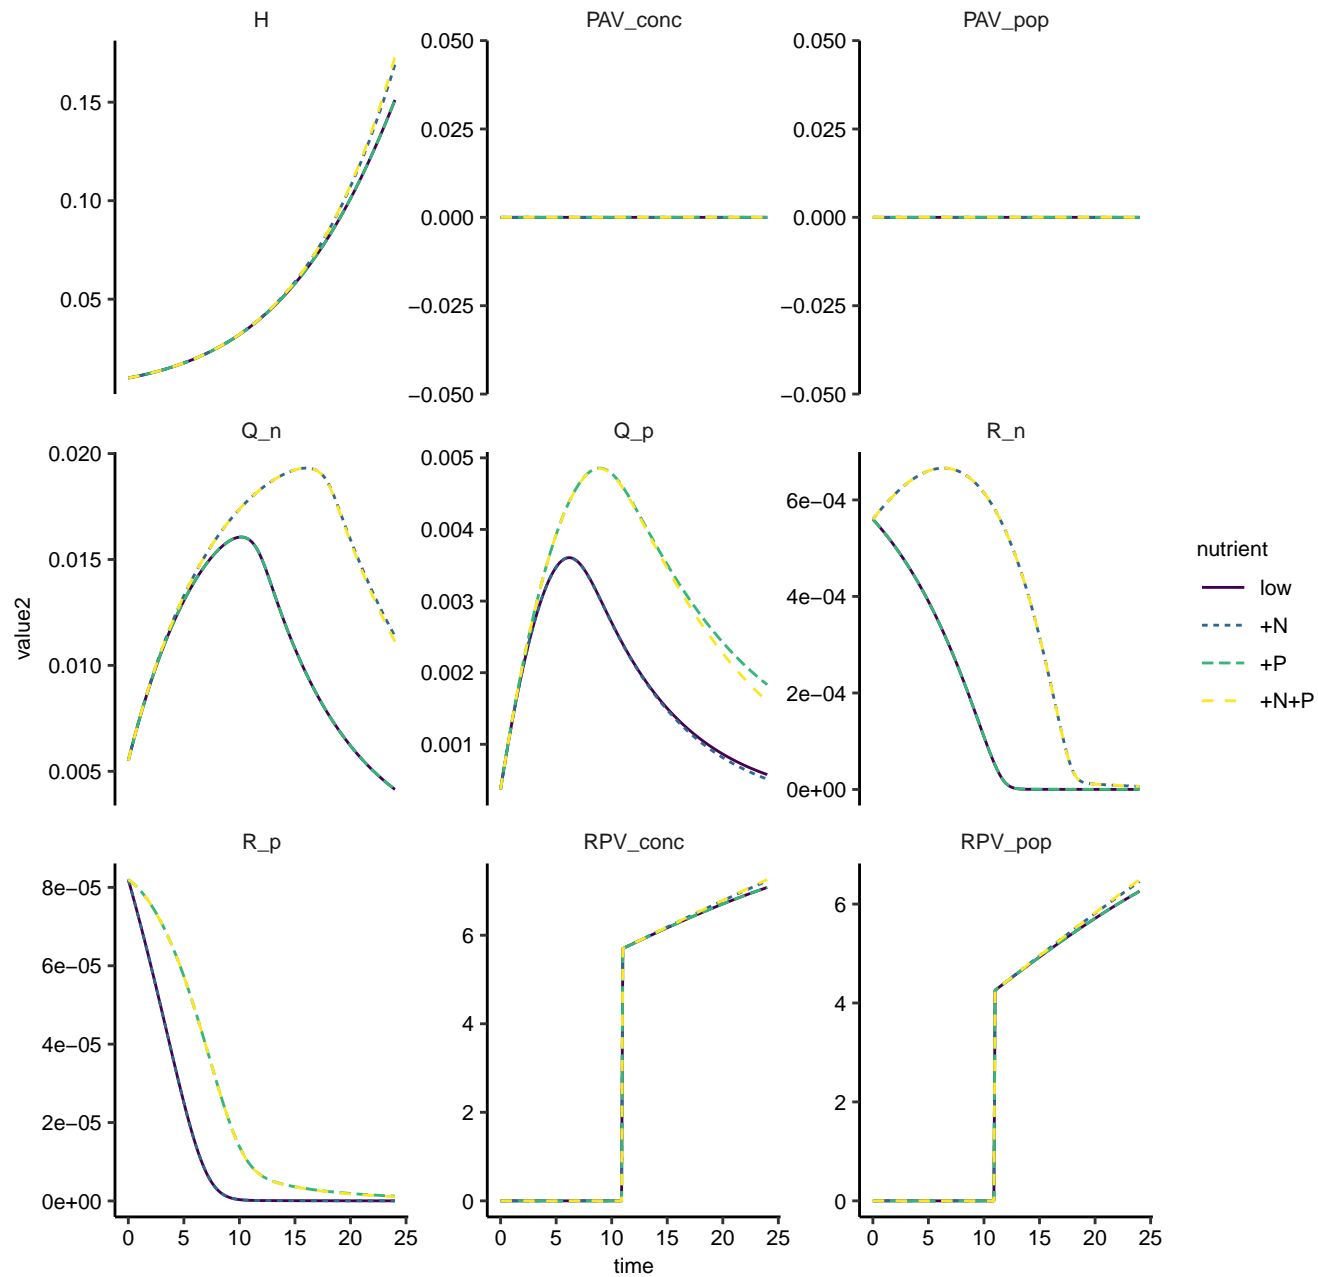 H
PAV_conc
PAV_pop
0.15
0.10
0.05
0.050
0.025
0.000
−0.025
−0.050
0.050
0.025
0.000
−0.025
−0.050
Q_n
Q_p
R_n
0.020
0.015
0.010
0.005
0.005
0.004
0.003
0.002
0.001
6e−04
4e−04
2e−04
0e+00
R_p
RPV_conc
RPV_pop
8e−05
6e−05
4e−05
2e−05
0e+00
6
4
2
0
6
4
2
0
0 5 10 15 20 25
0 5 10 15 20 25
0 5 10 15 20 25
time
value2
nutrient
low
+N
+P
+N+P